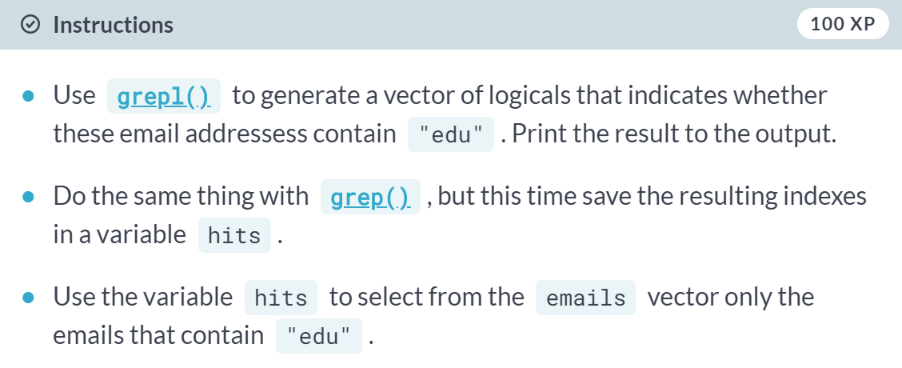 Instructions
100 XP
Use grepl() to generate a vector of logicals that indicates whether
these email addressess contain "edu" . Print the result to the output.
Do the same thing with grep() , but this time save the resulting indexes
in a variable hits .
Use the variable hits to select from the emails vector only the
emails that contain "edu" .